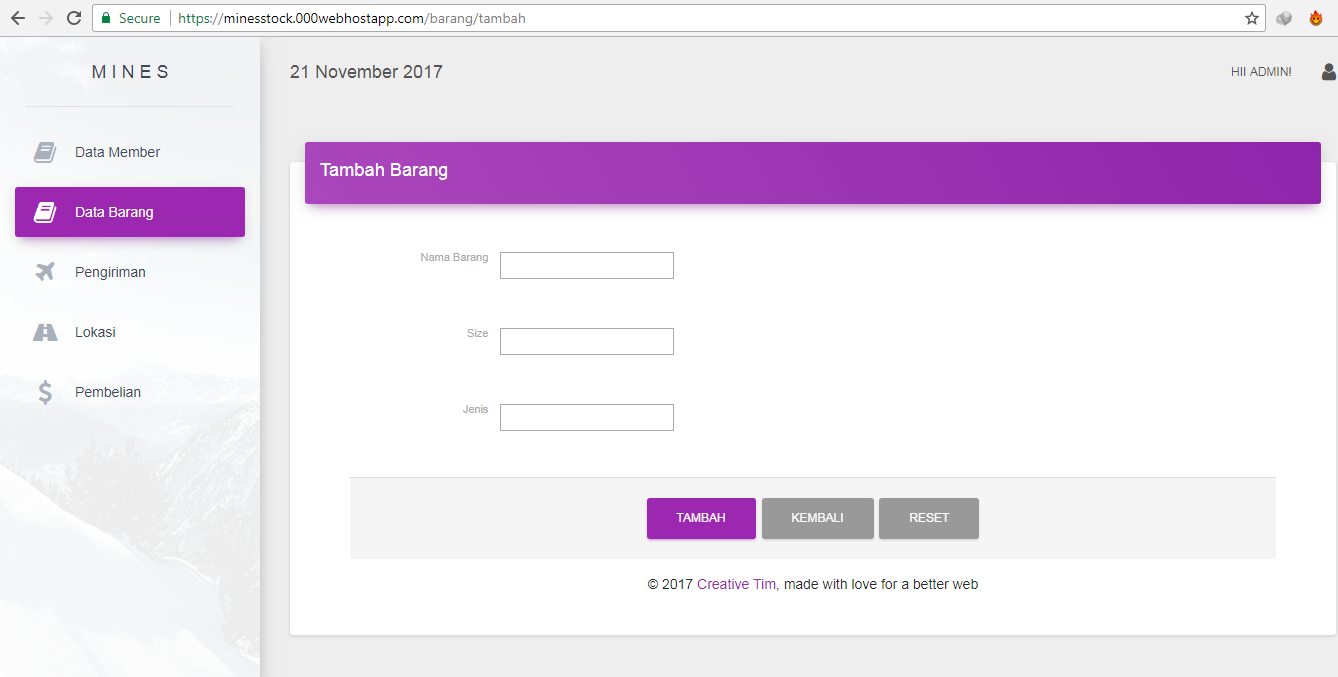 Secure https://minesstock.000webhostapp.com/barang/tambah
MINES
21 November 2017
HII ADMIN!
Data Member
Data Barang
Pengiriman
Lokasi
Pembelian
Tambah Barang
Nama Barang
Size
Jenis
TAMBAH KEMBALI RESET
© 2017 Creative Tim, made with love for a better web